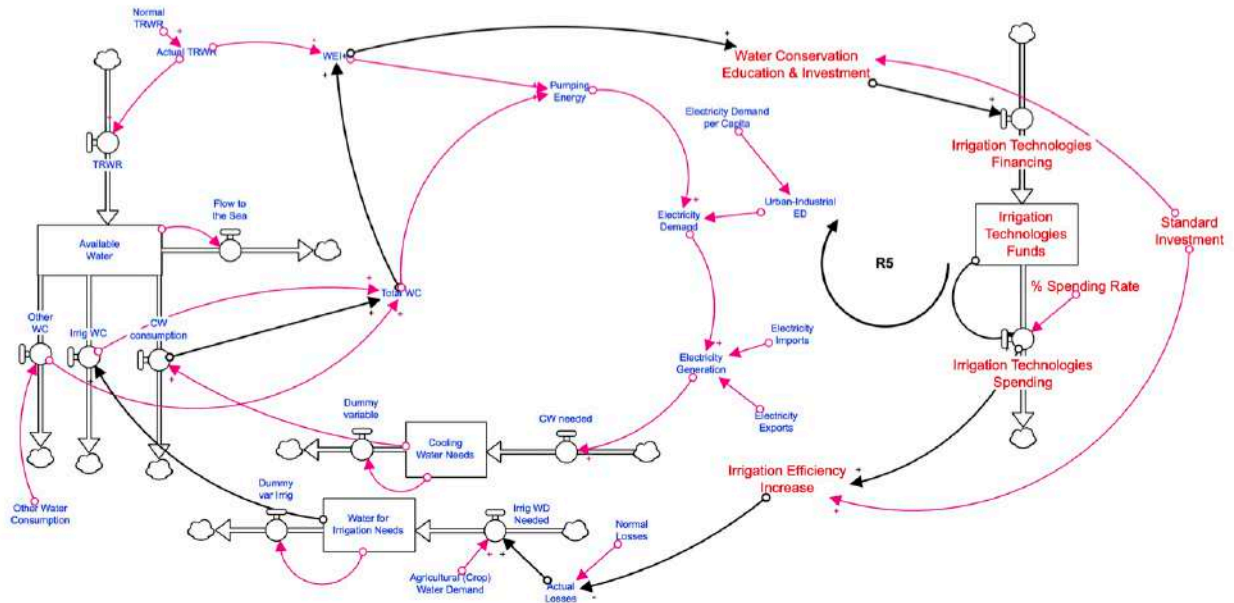 Normal
TRWR
Actual TRWR
WEI+
Water Conservation
Education & Investment
Pumping
Energy
Electricity Demand
per Capita
TRWR
Irrigation Technologies
Financing
Flow to
the Sea
Electricity
Demand
Urban-Industrial
ED
Available
Water
Irrigation
Technologies
Funds
Standard
Investment
R5
% Spending Rate
Total WC
Other
WC
Irrig WC
CW
consumption
Electricity
Imports
Electricity
Generation
Irrigation Technologies
Spending
Electricity
Exports
Dummy
variable
Cooling
Water Needs
CW needed
Irrigation Efficiency
Increase
Dummy
var Irrig
Water for
Irrigation Needs
Irrig WD
Needed
Normal
Losses
Other Water
Consumption
Agricultural (Crop)
Water Demand
Actual
Losses